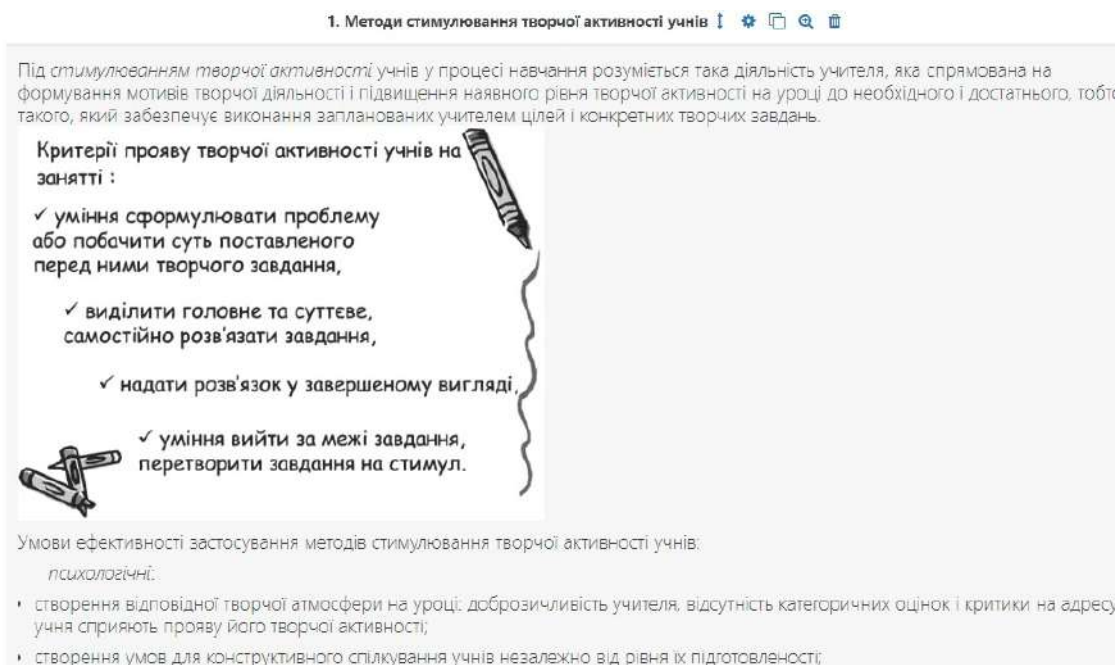 1. Методи стимулювання творчої активності учнів
Під стимулюванням творчої активності учнів у процесі навчання розуміється така діяльність учителя, яка спрямована на
формування мотивів творчої діяльності і підвищення наявного рівня творчої активності на уроці до необхідного і достатнього, тобто
такого, який забезпечує виконання запланованих учителем цілей і конкретних творчих завдань.
Критерії прояву творчої активності учнів на
занятті :
✓ уміння сформулювати проблему
або побачити суть поставленого
перед ними творчого завдання,
✓ виділити головне та суттєве,
самостійно розв'язати завдання,
✓ надати розв'язок у завершеному вигляді,
✓ уміння вийти за межі завдання,
перетворити завдання на стимул.
Умови ефективності застосування методів стимулювання творчої активності учнів:
психологічні:
• створення відповідної творчої атмосфери на уроці: доброзичливість учителя, відсутність категоричних оцінок і критики на адресу
учня сприяють прояву його творчої активності;
• створення умов для конструктивного спілкування учнів незалежно від рівня їх підготовленості;